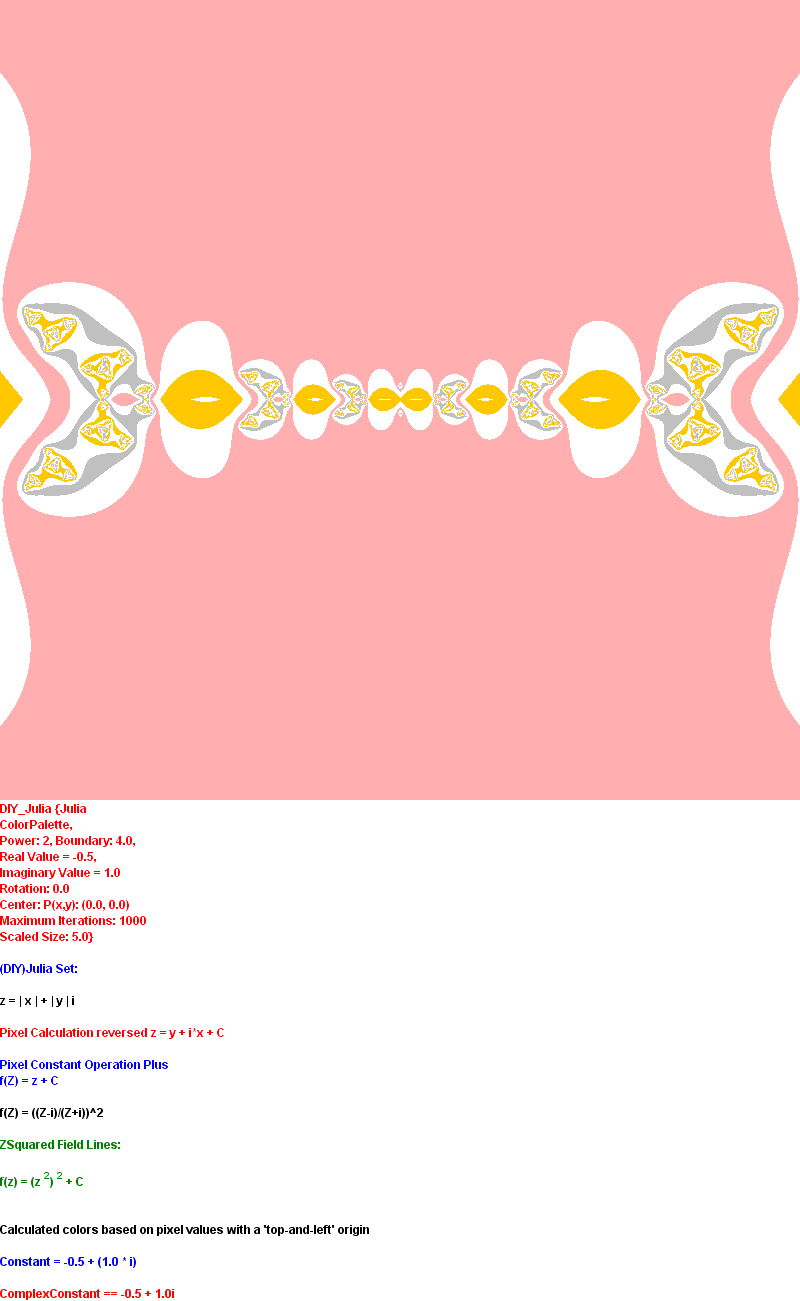 DIY_Julia {Julia
ColorPalette,
Power: 2, Boundary: 4.0,
Real Value = -0.5,
Imaginary Value = 1.0
Rotation: 0.0
Center: P(x,y): (0.0, 0.0)
Maximum Iterations: 1000
Scaled Size: 5.0}
(DIY)Julia Set:
z = | x | + | y | i
Pixel Calculation reversed z = y + i*x + C
Pixel Constant Operation Plus
f(Z) = z + C
f(Z) = ((Z-i)/(Z+i))^2
ZSquared Field Lines:
f(z) = (z ²) ² + C
Calculated colors based on pixel values with a 'top-and-left' origin
Constant = -0.5 + (1.0 * i)
ComplexConstant == -0.5 + 1.0i